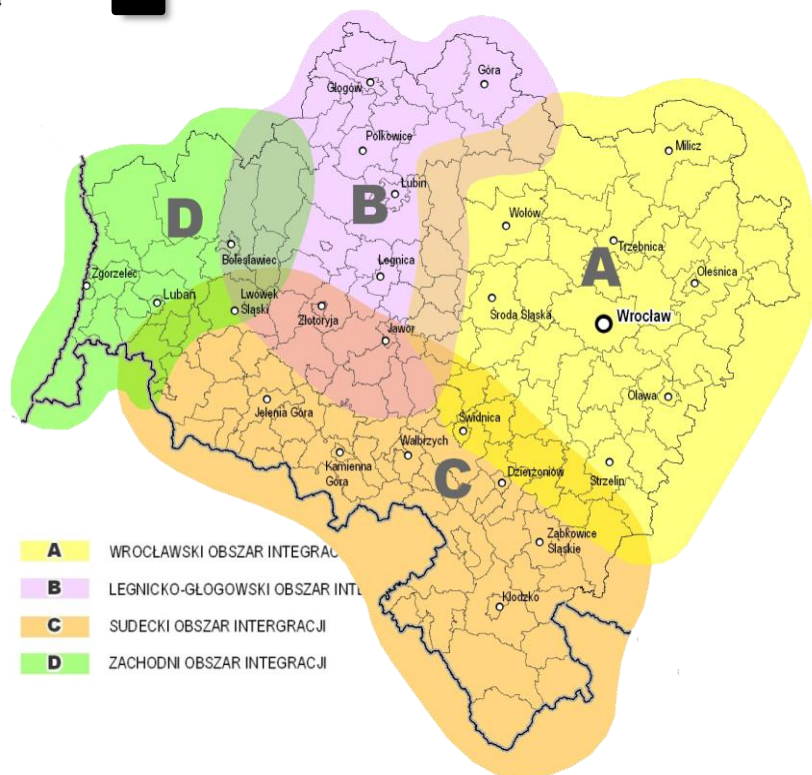 Głogów
Góra
Polkowice
Milicz
Lubin
B
D
Wołów
Trzebnica
Bolesławiec
A
Legnica
Oleśnica
Zgorzelec
Lubań
Lwówek
Śląski
Złotoryja
Środa Śląska
Wrocław
Jawor
Jelenia Góra
Oława
Świdnica
Wałbrzych
Kamienna
Góra
C
Dzierżoniów
Strzelin
Ząbkowice
Śląskie
A WROCŁAWSKI OBSZAR INTEGRAC
B LEGNICKO-GŁOGOWSKI OBSZAR INTE
Kłodzko
C SUDECKI OBSZAR INTERGRACJI
D ZACHODNI OBSZAR INTEGRACJI